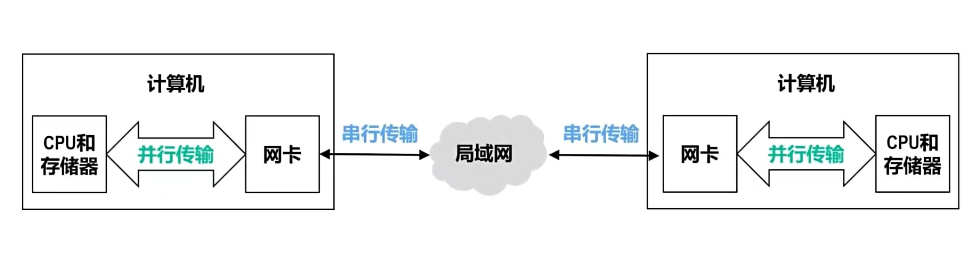 计算机
CPU和
存储器
并行传输
网卡
串行传输
局域网
串行传输
计算机
网卡
并行传输
CPU和
存储器